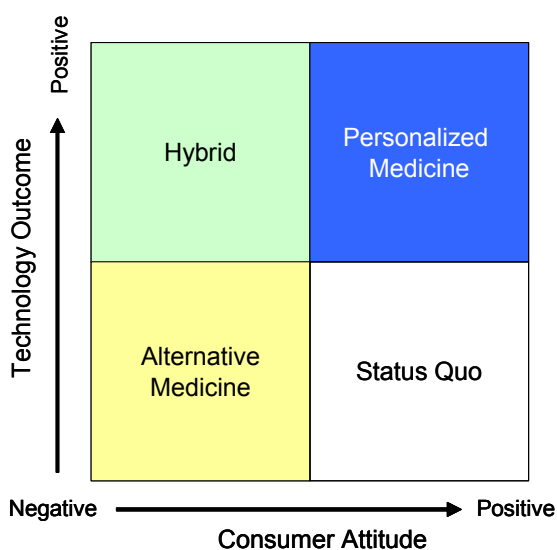 Positive
Technology Outcome
Hybrid
Personalized
Medicine
Alternative
Medicine
Status Quo
Negative
Positive
Consumer Attitude